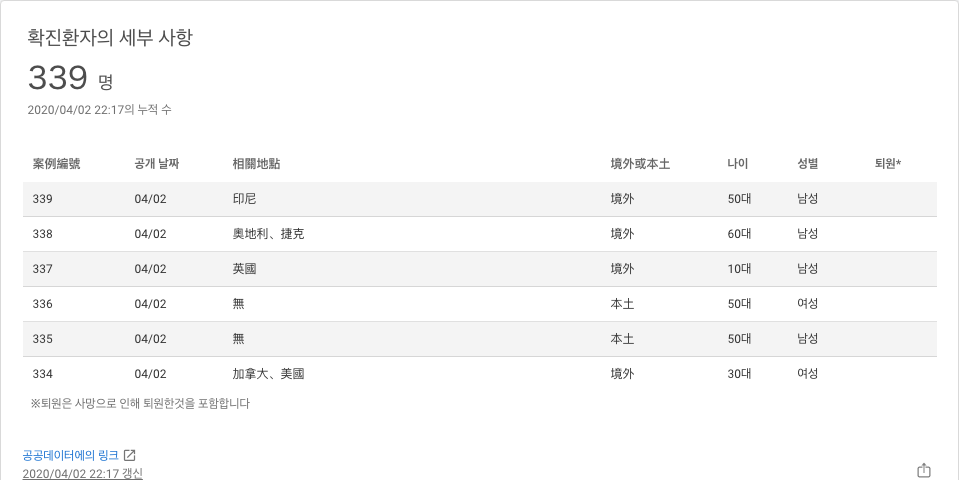 확진환자의 세부 사항
339 명
2020/04/02 22:17의 누적 수
案例編號 공개 날짜 相關地點 境外或本土 나이 성별 퇴원*
339 04/02 印尼 境外 50대 남성
338 04/02 奧地利、捷克 境外 60대 남성
337 04/02 英國 境外 10대 남성
336 04/02 無 本土 50대 여성
335 04/02 無 本土 50대 남성
334 04/02 加拿大、美國 境外 30대 여성
※퇴원은 사망으로 인해 퇴원한것을 포함합니다
공공데이터에의 링크
2020/04/02 22:17 갱신